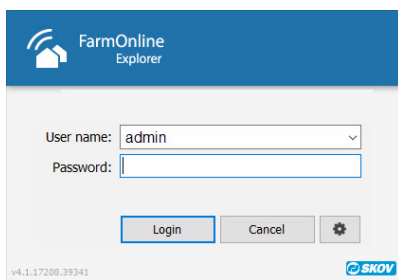 FarmOnline
Explorer
User name: admin
Password:
Login Cancel
v4.1.17208.39341 SKOV